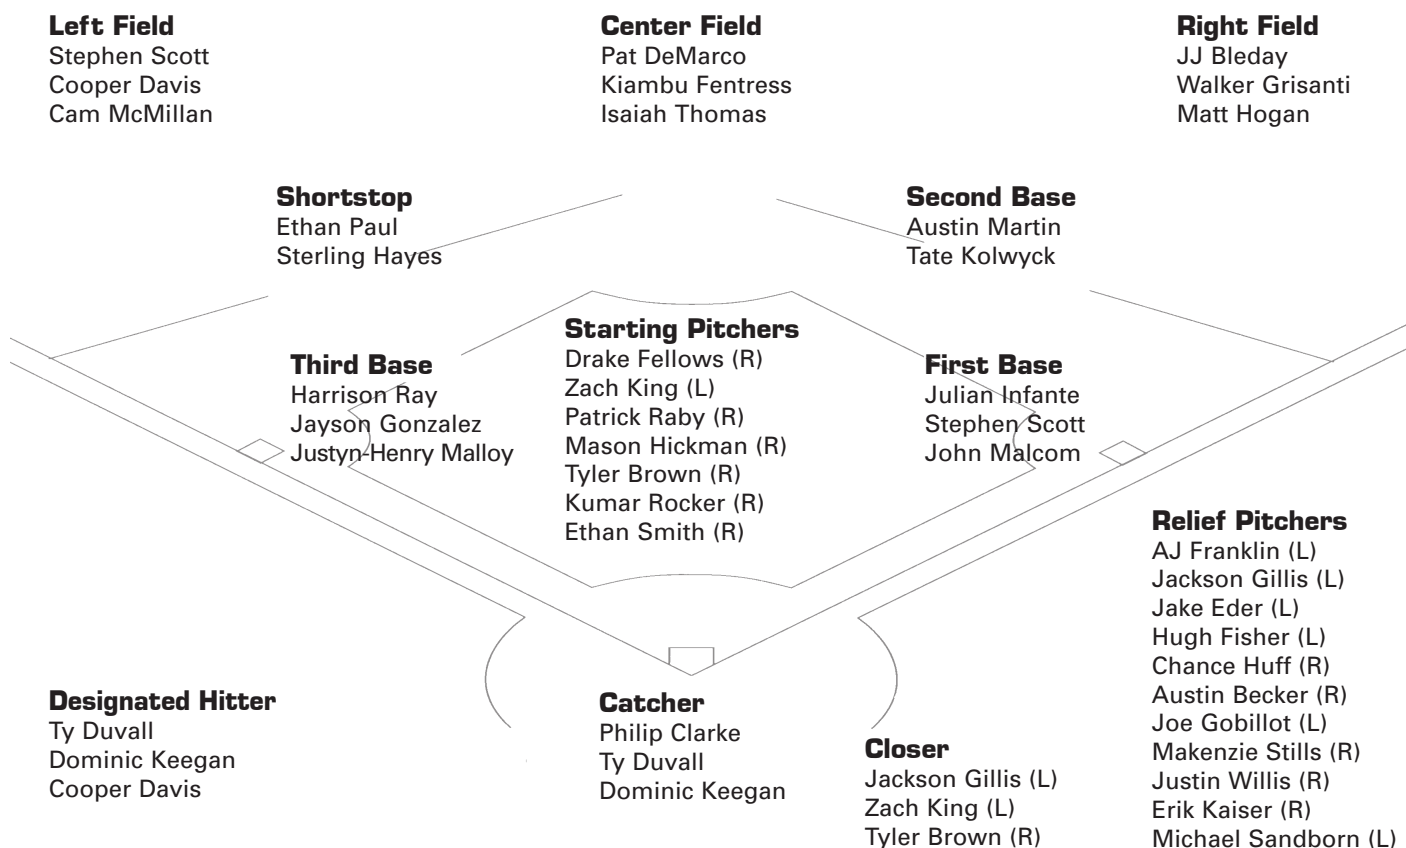 Left Field
Stephen Scott
Cooper Davis
Cam McMillan
Center Field
Pat DeMarco
Kiambu Fentress
Isaiah Thomas
Right Field
JJ Bleday
Walker Grisanti
Matt Hogan
Shortstop
Ethan Paul
Sterling Hayes
Second Base
Austin Martin
Tate Kolwyck
Third Base
Harrison Ray
Jayson Gonzalez
Justyn-Henry Malloy
Starting Pitchers
Drake Fellows (R)
Zach King (L)
Patrick Raby (R)
Mason Hickman (R)
Tyler Brown (R)
Kumar Rocker (R)
Ethan Smith (R)
First Base
Julian Infante
Stephen Scott
John Malcom
Relief Pitchers
AJ Franklin (L)
Jackson Gillis (L)
Jake Eder (L)
Hugh Fisher (L)
Chance Huff (R)
Austin Becker (R)
Joe Gobillot (L)
Makenzie Stills (R)
Justin Willis (R)
Erik Kaiser (R)
Michael Sandborn (L)
Designated Hitter
Ty Duvall
Dominic Keegan
Cooper Davis
Catcher
Philip Clarke
Ty Duvall
Dominic Keegan
Closer
Jackson Gillis (L)
Zach King (L)
Tyler Brown (R)